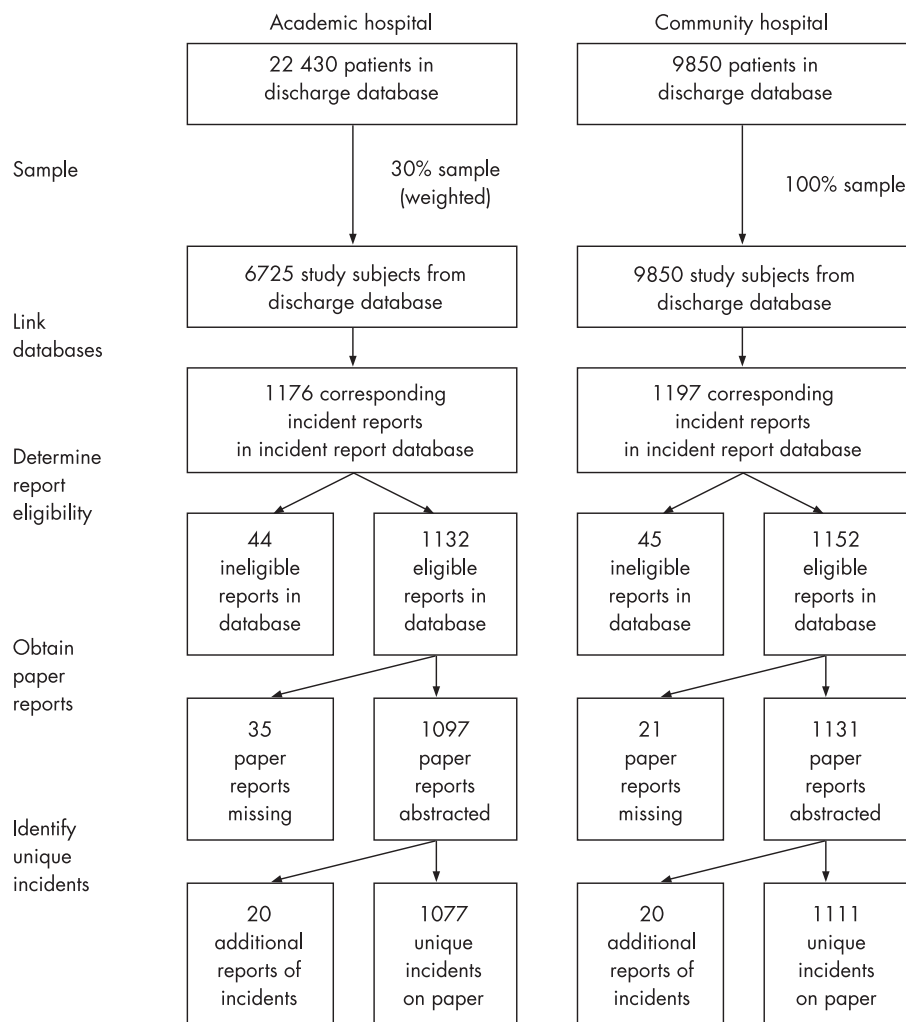 Academic hospital
Community hospital
22 430 patients in
discharge database
9850 patients in
discharge database
Sample
30% sample
(weighted)
100% sample
6725 study subjects from
discharge database
9850 study subjects from
discharge database
Link
databases
1176 corresponding
incident reports
in incident report database
1197 corresponding
incident reports
in incident report database
Determine
report
eligibility
44
ineligible
reports in
database
1132
eligible
reports in
database
45
ineligible
reports in
database
1152
eligible
reports in
database
Obtain
paper
reports
35
paper
reports
missing
1097
paper
reports
abstracted
21
paper
reports
missing
1131
paper
reports
abstracted
Identify
unique
incidents
20
additional
reports of
incidents
1077
unique
incidents
on paper
20
additional
reports of
incidents
1111
unique
incidents
on paper